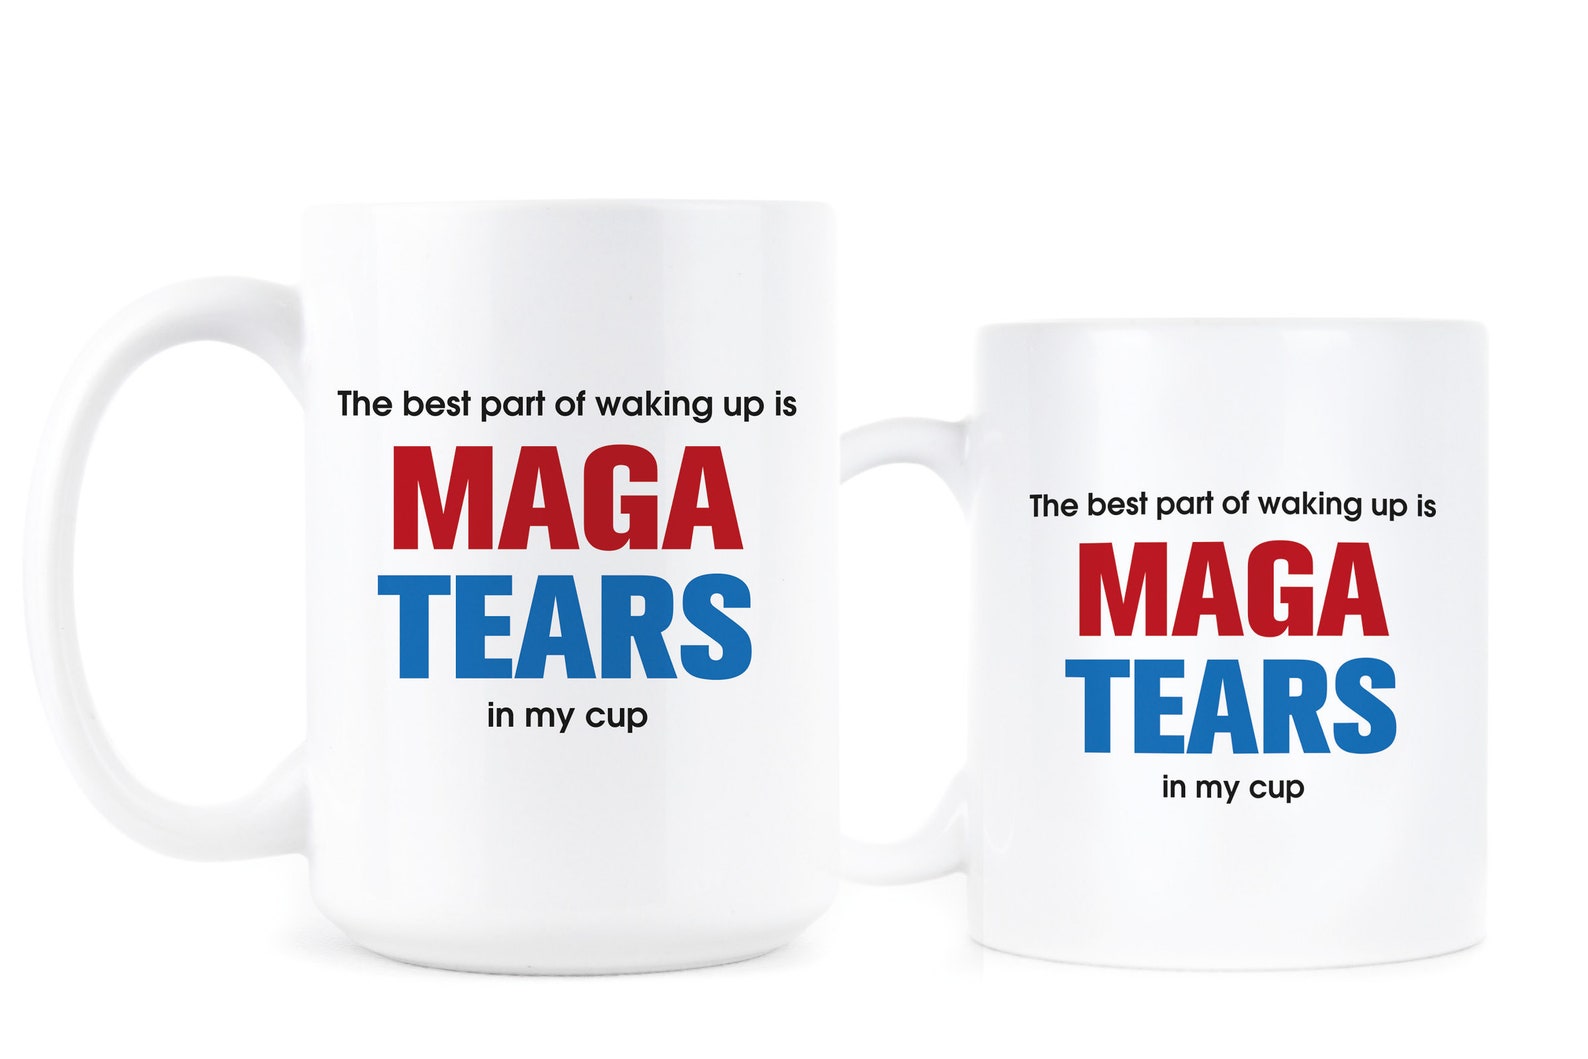 The best part of waking up is
MAGA
TEARS
in my cup
The best part of waking up is
MAGA
TEARS
in my cup